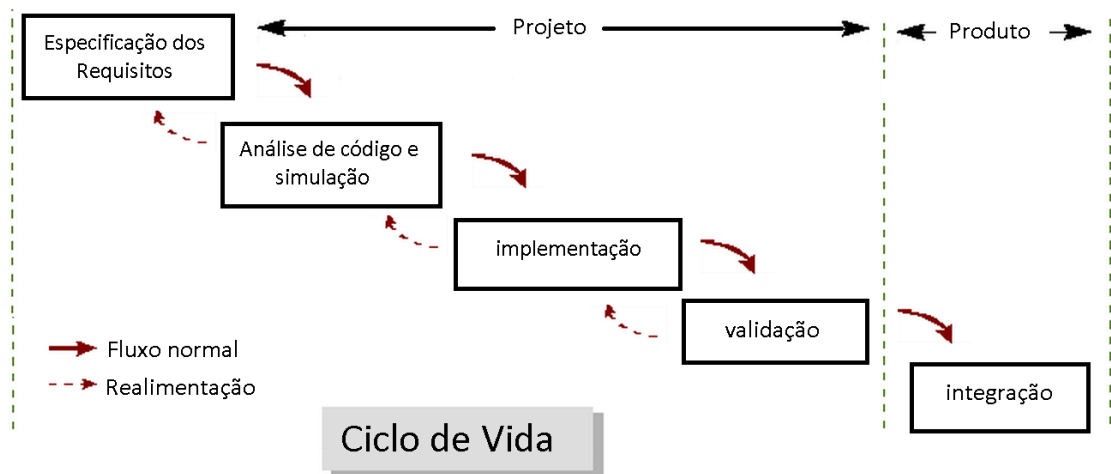 Especificação dos
Requisitos
Projeto
Produto
Análise de código e
simulação
implementação
validação
integração
Fluxo normal
Realimentação
Ciclo de Vida